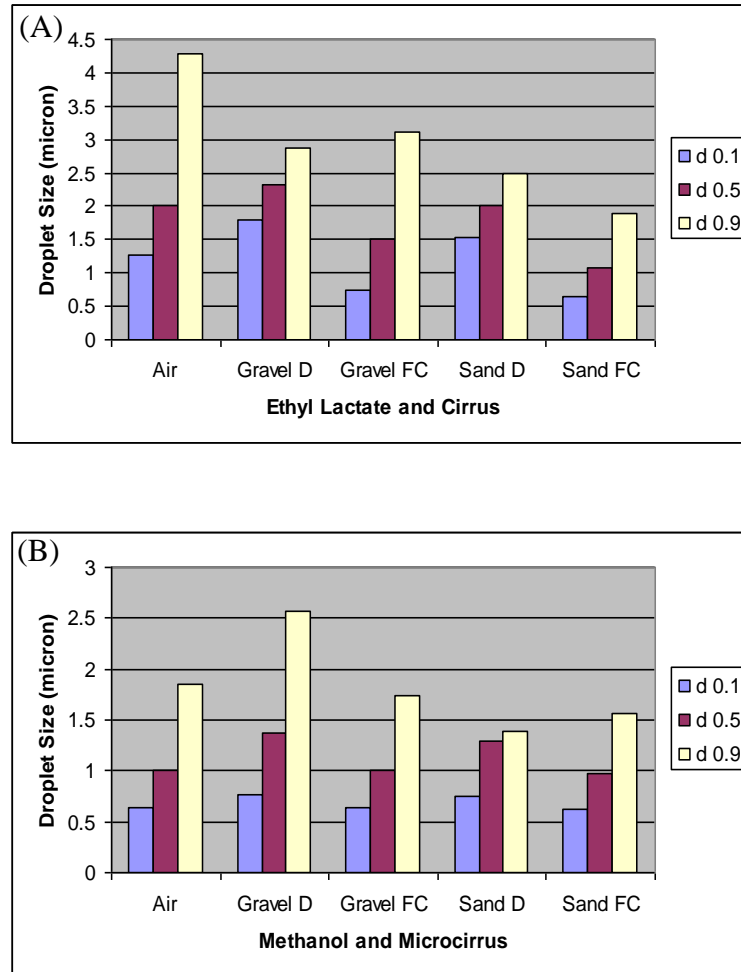 (A)
4.5
4
3.5
3
2.5
2
1.5
1
0.5
0
Droplet Size (micron)
Air Gravel D Gravel FC Sand D Sand FC
Ethyl Lactate and Cirrus
d 0.1
d 0.5
d 0.9
(B)
3
2.5
2
1.5
1
0.5
0
Droplet Size (micron)
Air Gravel D Gravel FC Sand D Sand FC
Methanol and Microcirrus
d 0.1
d 0.5
d 0.9